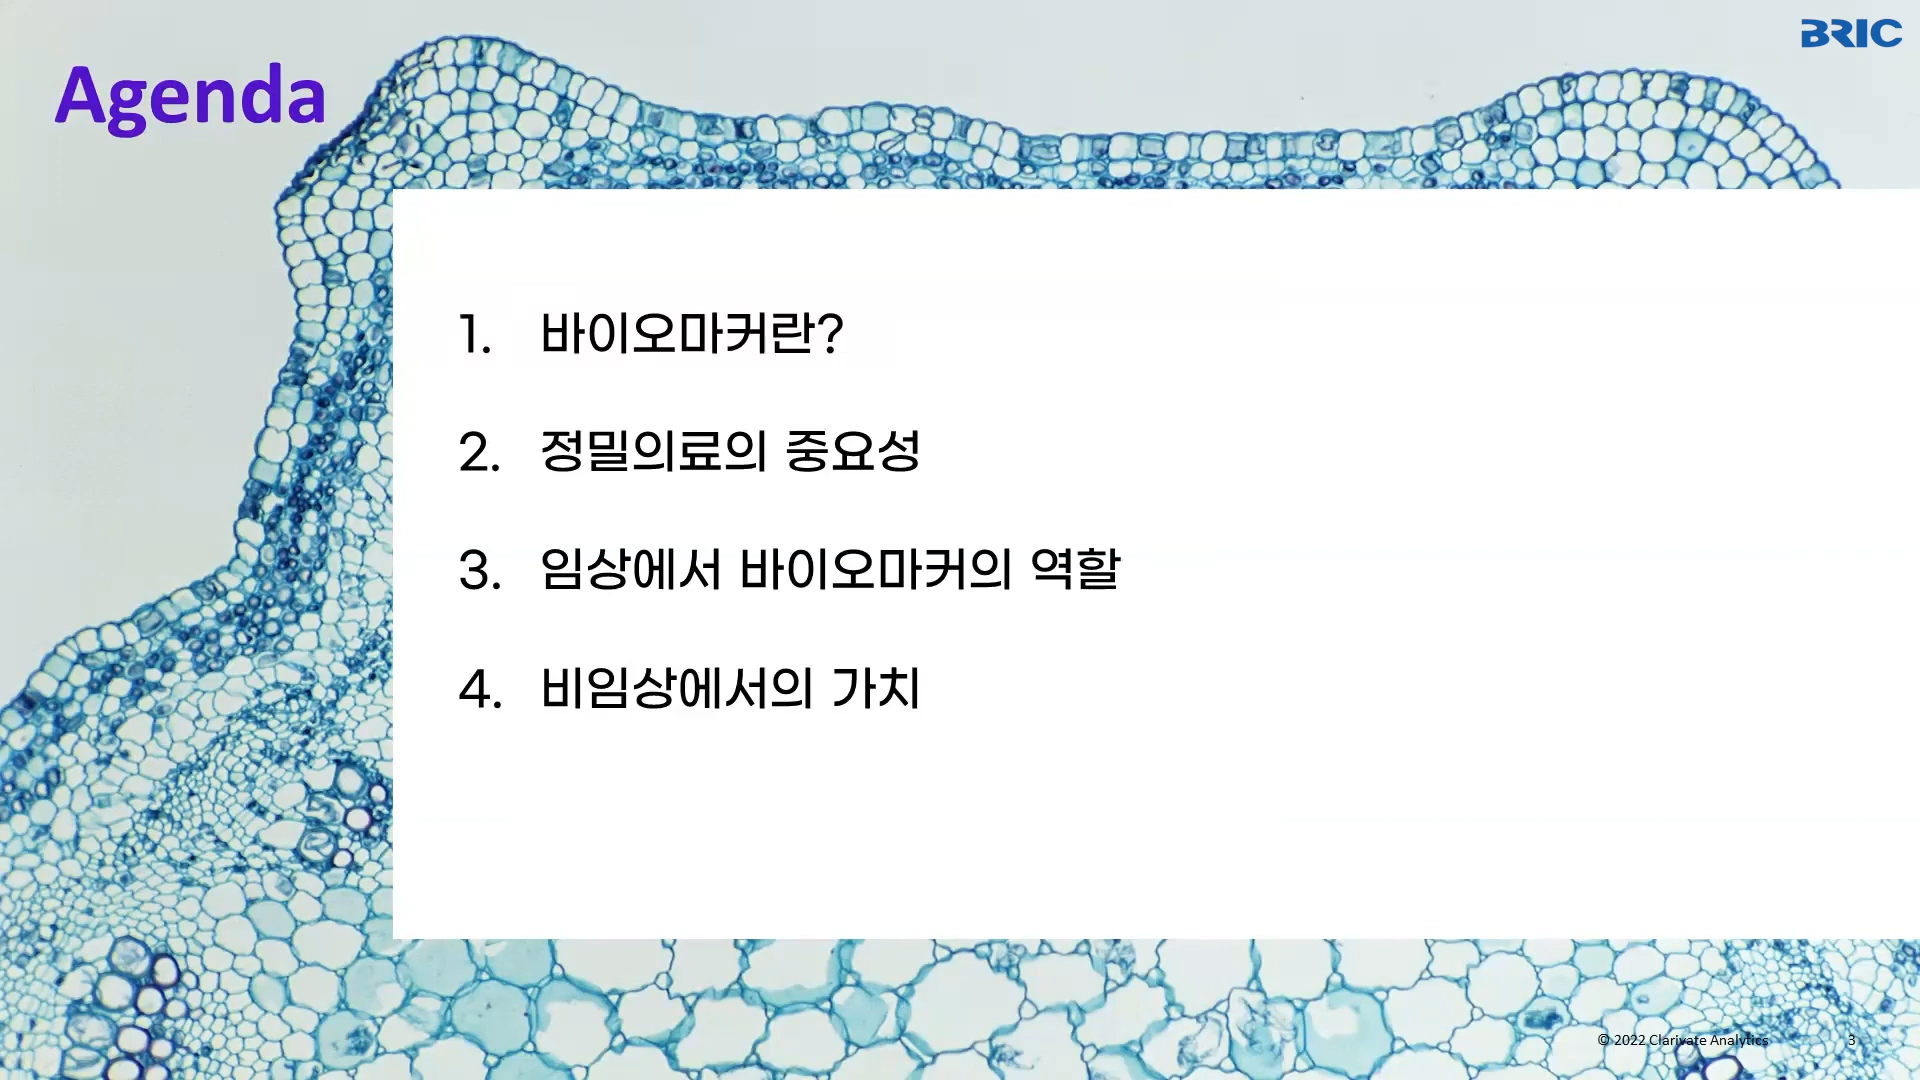 BRIC
Agenda
1. 바이오마커란?
2. 정밀의료의 중요성
3. 임상에서 바이오마커의 역할
4. 비임상에서의 가치
© 2022 Clarivate Analytics 3